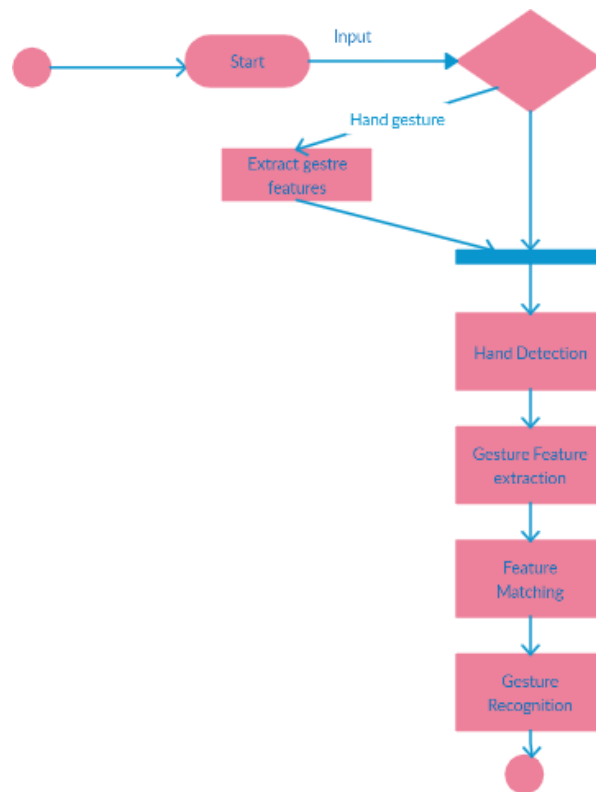 Input
Start
Hand gesture
Extract gestre
features
Hand Detection
Gesture Feature
extraction
Feature
Matching
Gesture
Recognition